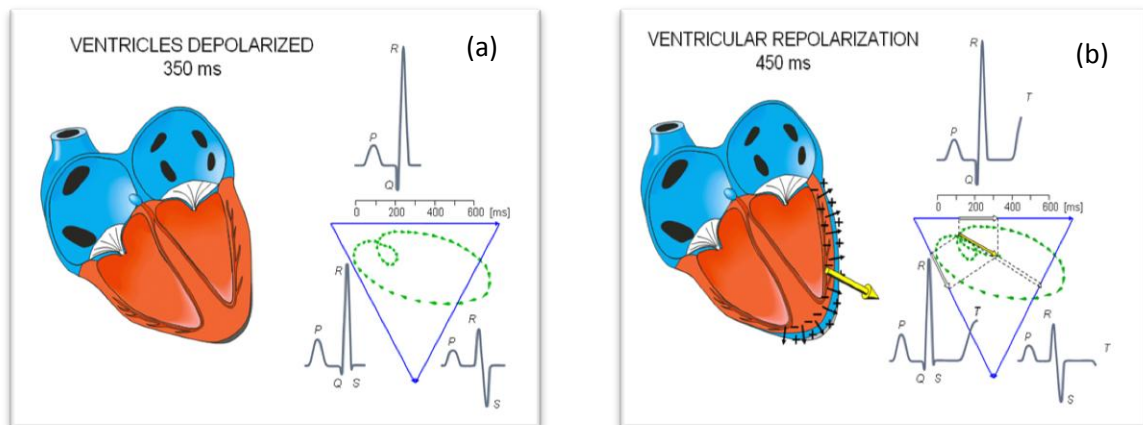 VENTRICLES DEPOLARIZED
350 ms
(a)
R
P
Q
0 200 400 600 [ms]
R
P
Q S
R
P
S
VENTRICULAR REPOLARIZATION
450 ms
(b)
R
T
P
Q
0 200 400 600 [ms]
R
P
T
Q S
R
P
T
S